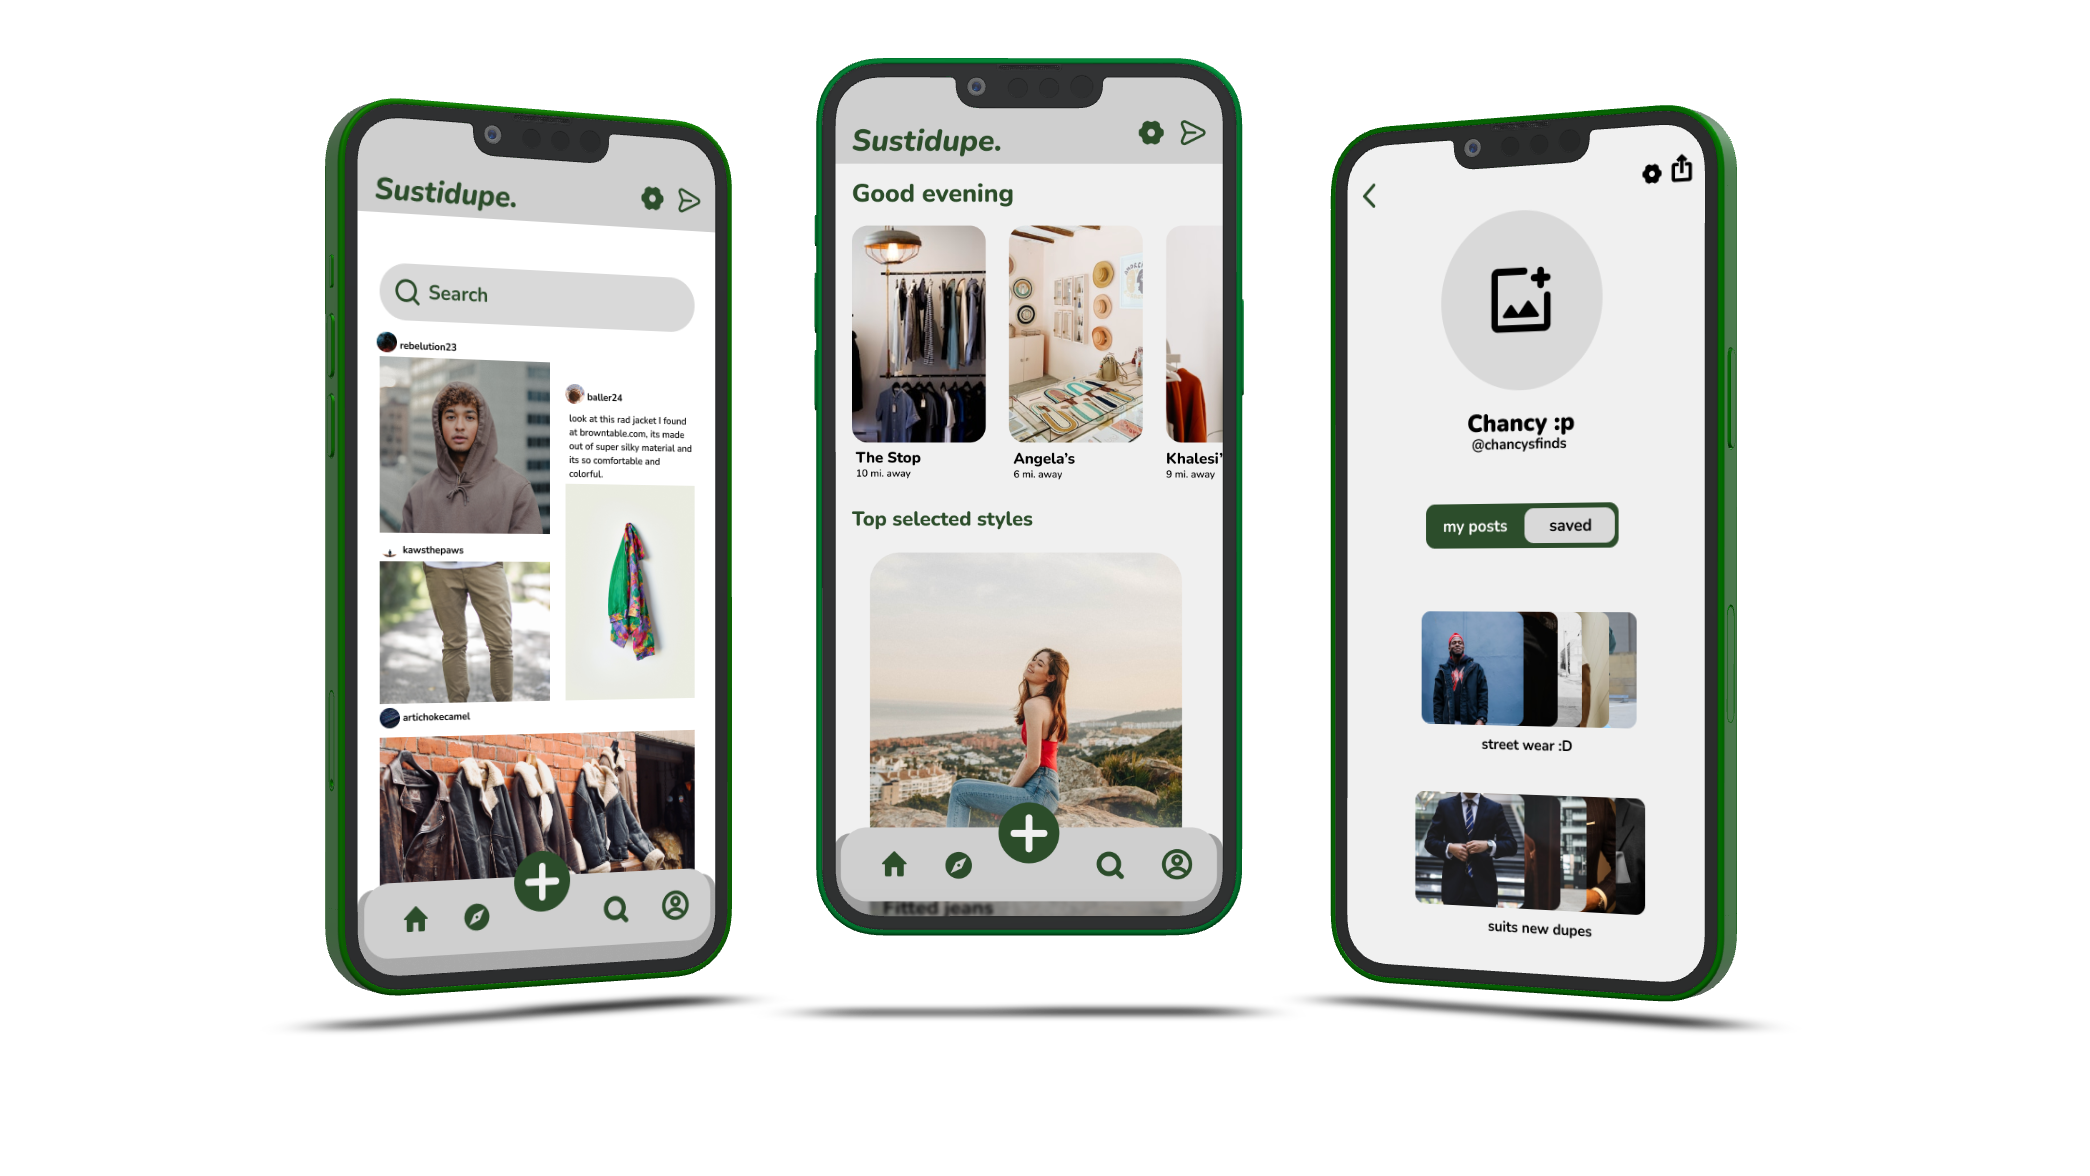 Sustidupe.
Search
rebelution23
baller24
look at this rad jacket I found
at browntable.com, its made
out of super silky material and
its so comfortable and
colorful.
kawsthepaws
artichokecamel
Sustidupe.
Good evening
The Stop
10 mi. away
Angela's
6 mi. away
Khalesi'
9 mi. away
Top selected styles
Fitted jeans
Chancy :p
@chancysfinds
my posts
saved
street wear :D
suits new dupes